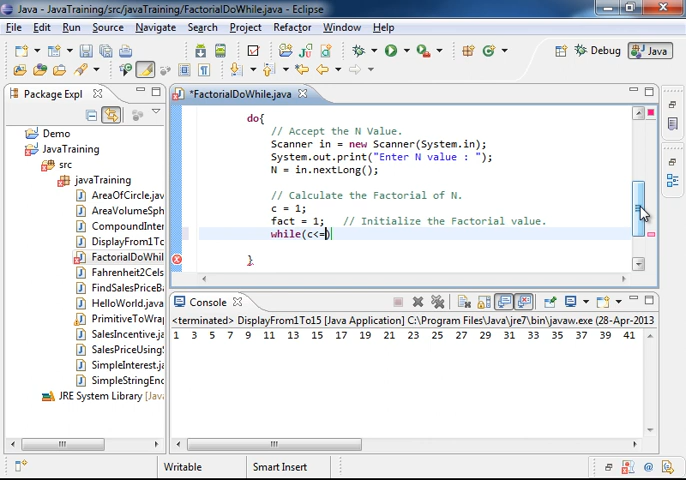 Java - JavaTraining/src/javaTraining/FactorialDoWhile.java - Eclipse
File Edit Run Source Navigate Search Project Refactor Window Help
Debug Java
Package Expl
*FactorialDoWhile.java
Demo
JavaTraining
src
javaTraining
AreaOfCircle.jav
AreaVolumeSph
CompoundInter
DisplayFrom1Tc
FactorialDoWhil
Fahrenheit2Cels
FindSalesPriceBa
HelloWorld.java
PrimitiveToWrap
SalesIncentive.ja
SalesPriceUsing
SimpleInterest.ja
SimpleStringEnc
JRE System Library [Java
do{
// Accept the N Value.
Scanner in = new Scanner(System.in);
System.out.print("Enter N value : ");
N = in.nextLong();
// Calculate the Factorial of N.
c = 1;
fact = 1;   // Initialize the Factorial value.
while(c<=)
}
Console
<terminated> DisplayFrom1To15 [Java Application] C:\Program Files\Java\jre7\bin\javaw.exe (28-Apr-2013
1 3 5 7 9 11 13 15 17 19 21 23 25 27 29 31 33 35 37 39 41
Writable
Smart Insert